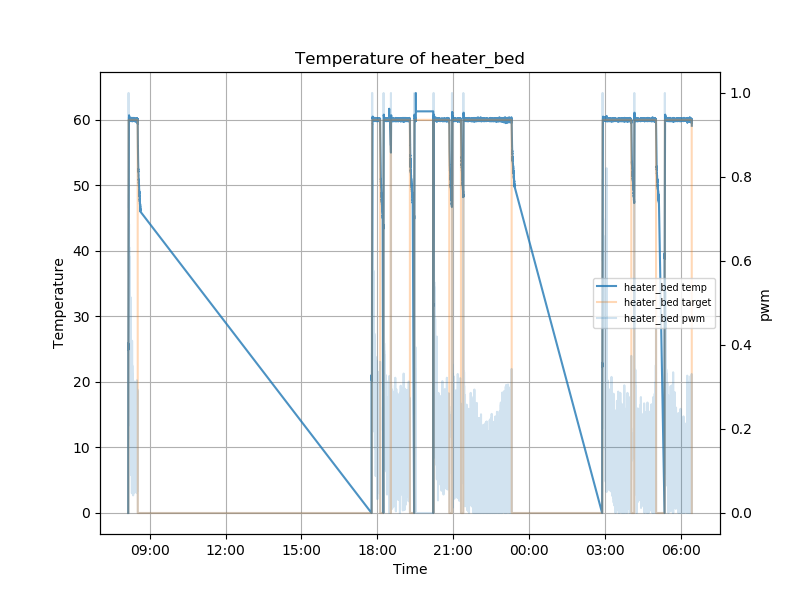 Temperature of heater_bed
60
50
40
30
20
10
0
Temperature
1.0
0.8
0.6
0.4
0.2
0.0
pwm
heater_bed temp
heater_bed target
heater_bed pwm
09:00 12:00 15:00 18:00 21:00 00:00 03:00 06:00
Time